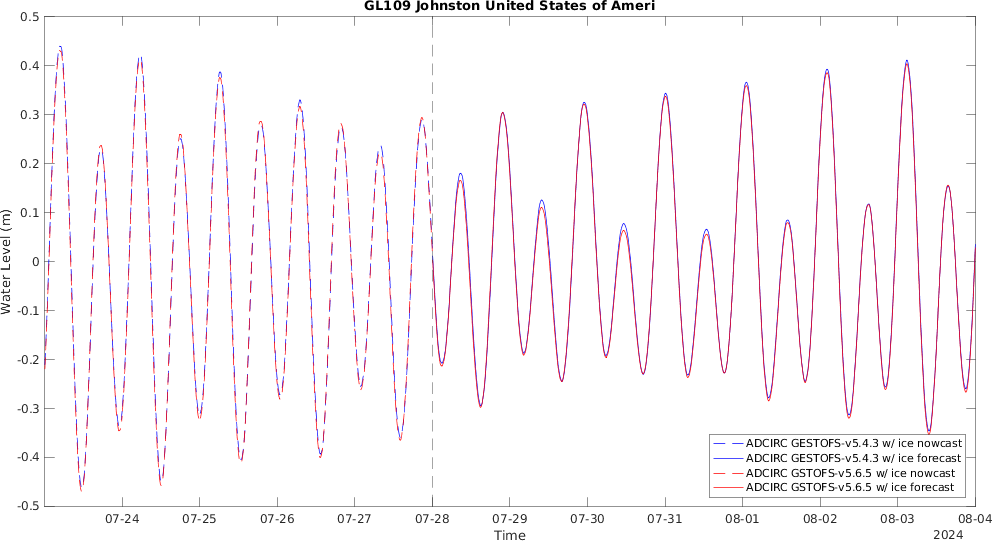 GL109 Johnston United States of Ameri
0.5
0.4
0.3
0.2
0.1
0
-0.1
-0.2
-0.3
-0.4
-0.5
Water Level (m)
ADCIRC GESTOFS-v5.4.3 w/ ice nowcast
ADCIRC GESTOFS-v5.4.3 w/ ice forecast
ADCIRC GSTOFS-v5.6.5 w/ ice nowcast
ADCIRC GSTOFS-v5.6.5 w/ ice forecast
07-24 07-25 07-26 07-27 07-28 07-29 07-30 07-31 08-01 08-02 08-03 08-04
Time
2024